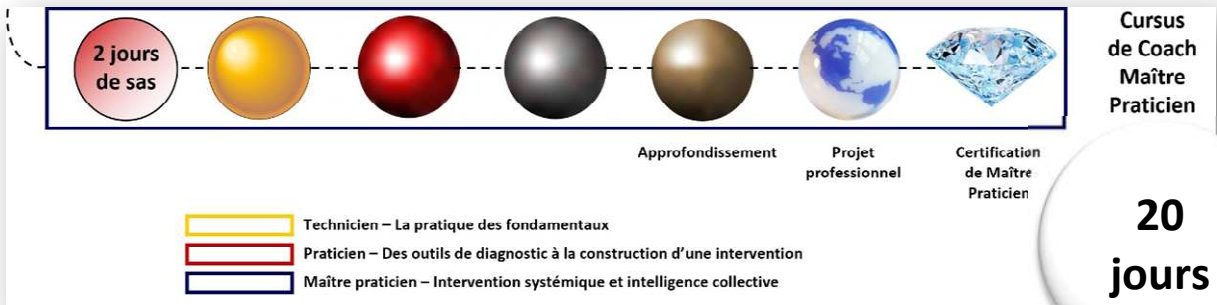 2 jours
de sas
Cursus
de Coach
Maître
Praticien
Approfondissement
Projet
professionnel
Certification
de Maître
Praticien
Technicien – La pratique des fondamentaux
Praticien – Des outils de diagnostic à la construction d'une intervention
Maître praticien – Intervention systémique et intelligence collective
20
jours